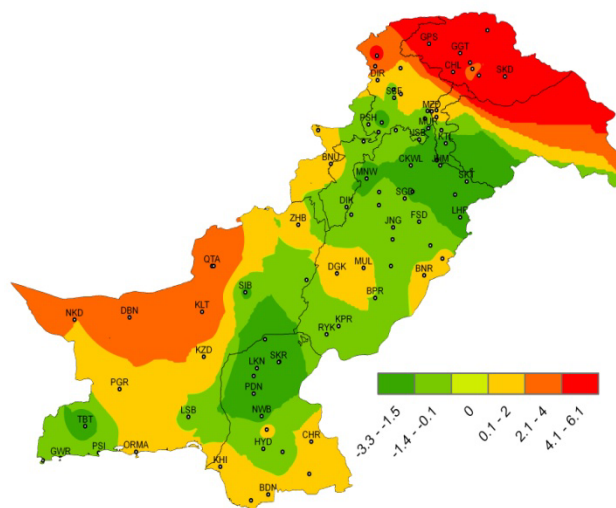 GPS
GGT
CHL
SKD
DIR
MZD
PSH
MUR
KTL
BNU
CKWL
JHM
MNW
SKT
DIK
SGD
LHR
JNG
FSD
ZHB
QTA
DGK
MUL
BNR
SIB
BPR
NKD
DBN
KLT
KPR
RYK
KZD
LKN
SKR
PGR
PDN
LSB
NWB
TBT
GWR
PSI
ORMA
HYD
CHR
KHI
BDN
-3.3 - -1.5
-1.4 - -0.1
0
0.1 - 2
2.1 - 4
4.1 - 6.1